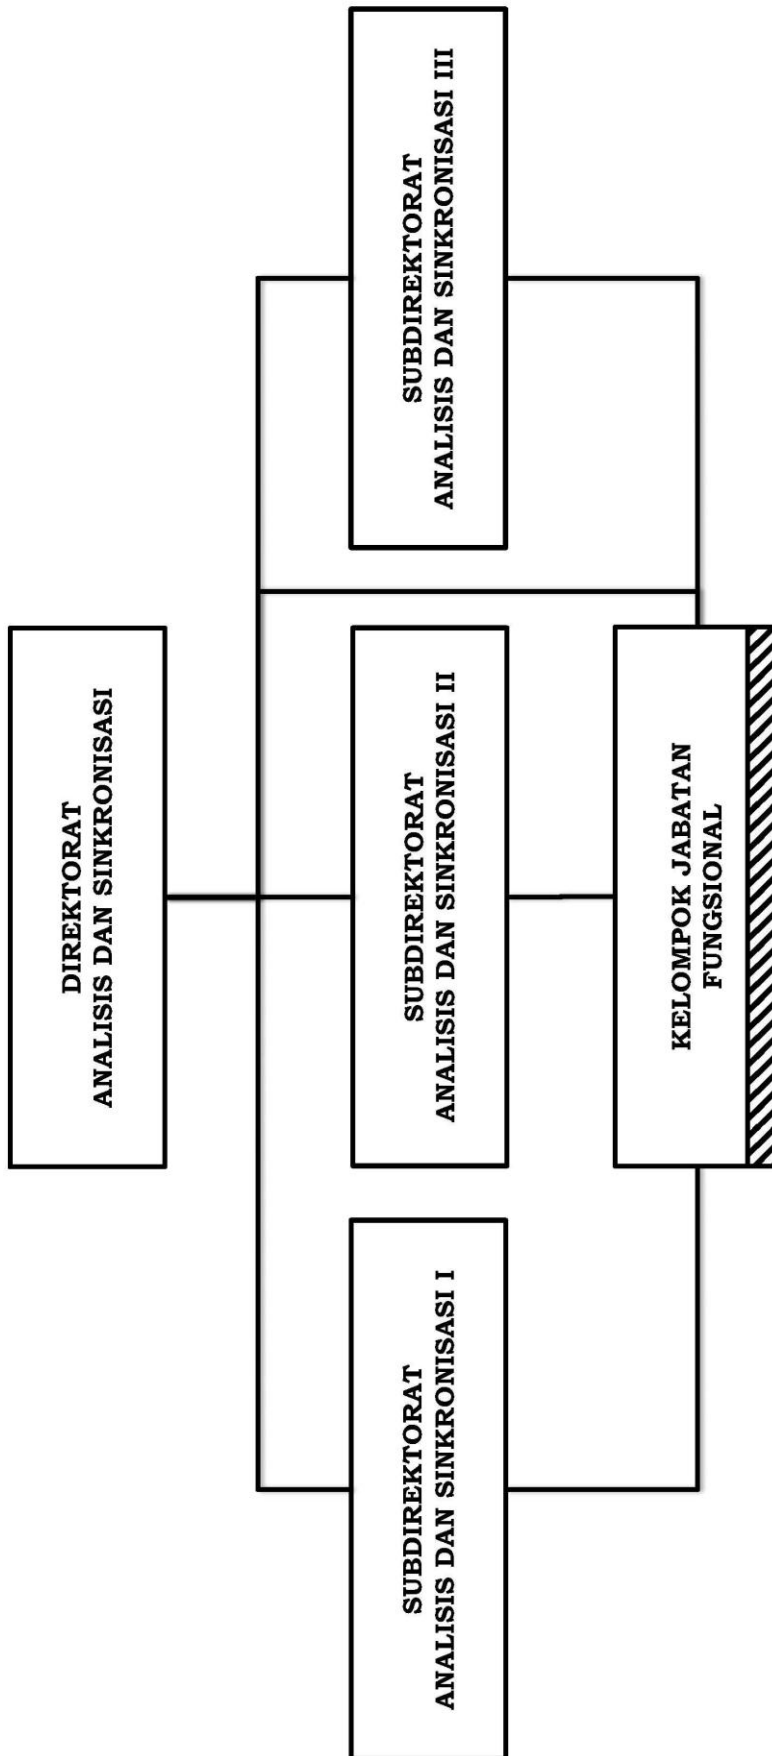 DIREKTORAT
ANALISIS DAN SINKRONISASI
SUBDIREKTORAT
ANALISIS DAN SINKRONISASI I
SUBDIREKTORAT
ANALISIS DAN SINKRONISASI II
SUBDIREKTORAT
ANALISIS DAN SINKRONISASI III
KELOMPOK JABATAN
FUNGSIONAL